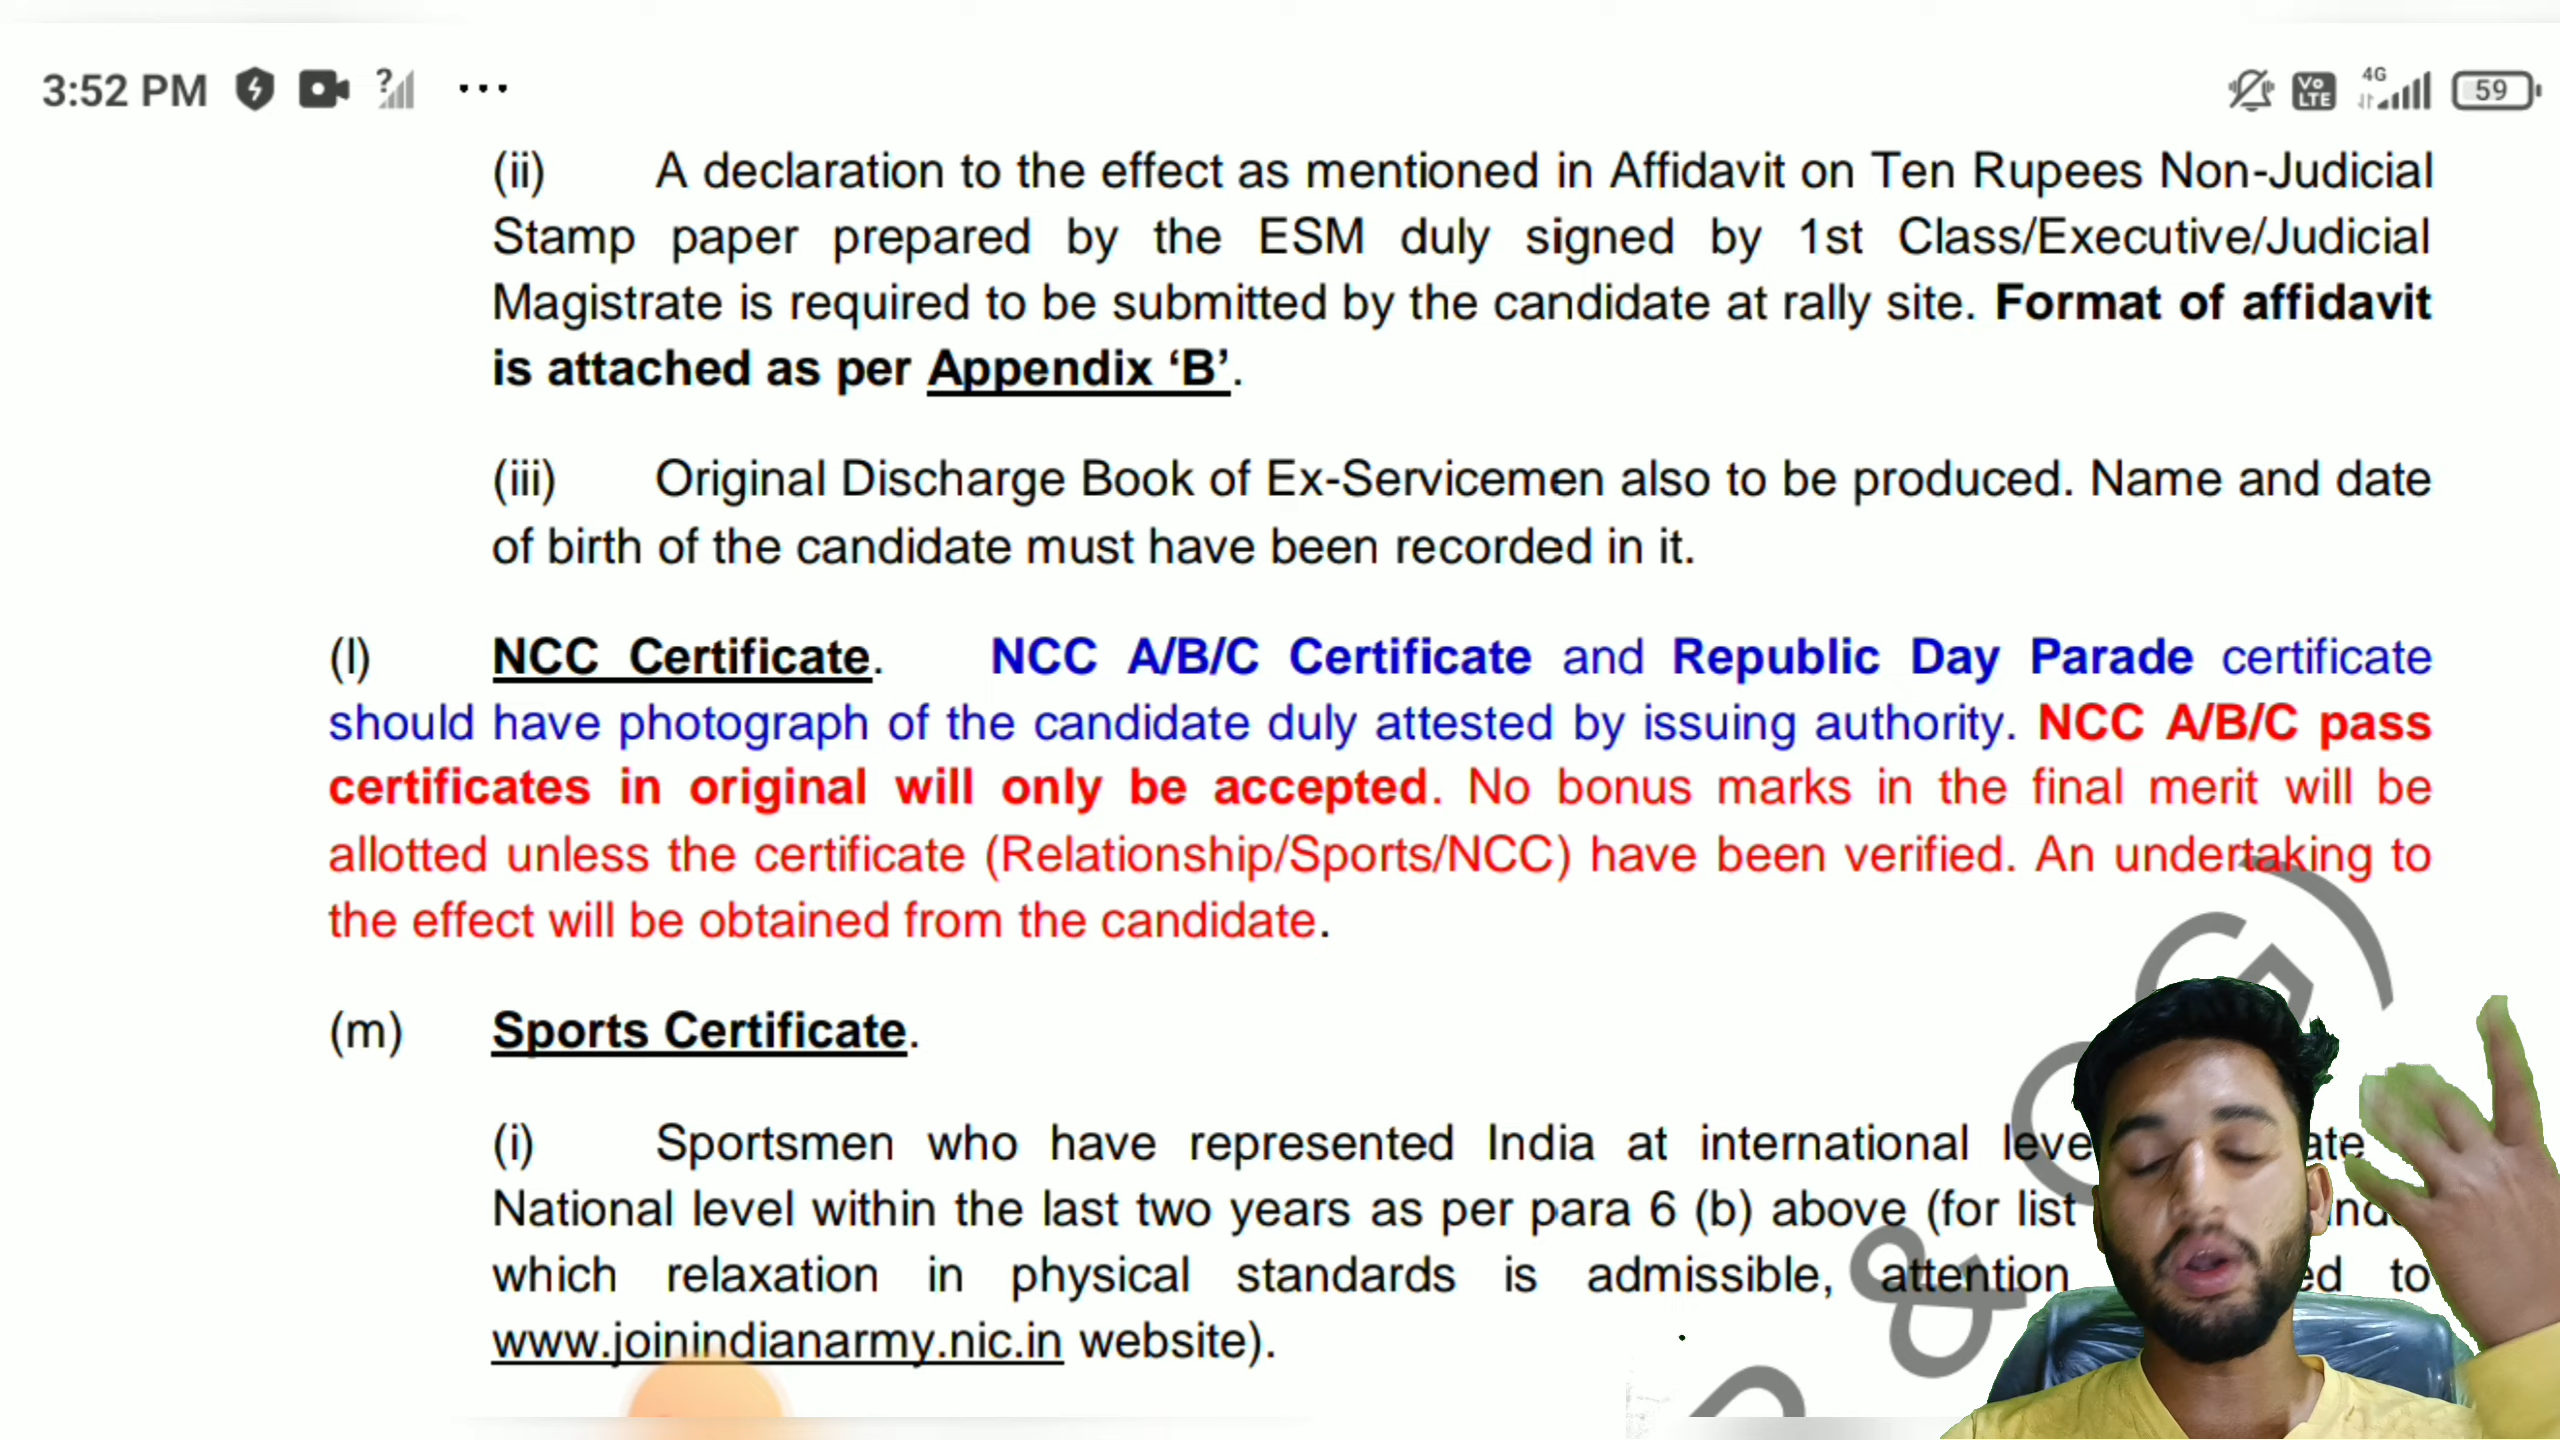 3:52 PM ? ... Vo LTE 4G 59
(ii) A declaration to the effect as mentioned in Affidavit on Ten Rupees Non-Judicial
Stamp paper prepared by the ESM duly signed by 1st Class/Executive/Judicial
Magistrate is required to be submitted by the candidate at rally site. Format of affidavit
is attached as per Appendix ‘B’.
(iii) Original Discharge Book of Ex-Servicemen also to be produced. Name and date
of birth of the candidate must have been recorded in it.
(l) NCC Certificate. NCC A/B/C Certificate and Republic Day Parade certificate
should have photograph of the candidate duly attested by issuing authority. NCC A/B/C pass
certificates in original will only be accepted. No bonus marks in the final merit will be
allotted unless the certificate (Relationship/Sports/NCC) have been verified. An undertaking to
the effect will be obtained from the candidate.
(m) Sports Certificate.
(i) Sportsmen who have represented India at international
National level within the last two years as per para 6 (b) above (for list
which relaxation in physical standards is admissible, attention to
www.joinindianarmy.nic.in website).